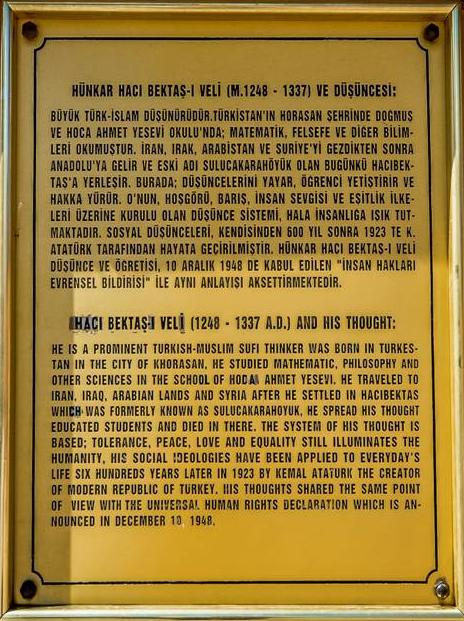 HÜNKAR HACI BEKTAŞ-I VELİ (M.1248 - 1337) VE DÜŞÜNCESİ:
BÜYÜK TÜRK-İSLAM DÜŞÜNÜRÜDÜR.TÜRKİSTAN'IN HORASAN ŞEHRİNDE DOĞMUŞ
VE HOCA AHMET YESEVİ OKULU'NDA; MATEMATİK, FELSEFE VE DİĞER BİLİM-
LERİ OKUMUŞTUR. İRAN, IRAK, ARABİSTAN VE SURİYE'Yİ GEZDİKTEN SONRA
ANADOLU'YA GELİR VE ESKİ ADI SULUCAKARAHÖYÜK OLAN BUGÜNKÜ HACIBEK-
TAŞ'A YERLEŞİR. BURADA; DÜŞÜNCELERİNİ YAYAR, ÖĞRENCİ YETİŞTİRİR VE
HAKKA YÜRÜR. O'NUN, HOŞGÖRÜ, BARIŞ, İNSAN SEVGİSİ VE EŞİTLİK İLKE-
LERİ ÜZERİNE KURULU OLAN DÜŞÜNCE SİSTEMİ, HALA İNSANLIĞA IŞIK TUT-
MAKTADIR. SOSYAL DÜŞÜNCELERİ, KENDİSİNDEN 600 YIL SONRA 1923 TE K.
ATATÜRK TARAFINDAN HAYATA GEÇİRİLMİŞTİR. HÜNKAR HACI BEKTAŞ-I VELİ
DÜŞÜNCE VE ÖĞRETİSİ, 10 ARALIK 1948 DE KABUL EDİLEN "İNSAN HAKLARI
EVRENSEL BİLDİRİSİ" İLE AYNI ANLAYIŞI AKSETTİRMEKTEDİR.
HACI BEKTAŞ-I VELİ (1248 - 1337 A.D.) AND HIS THOUGHT:
HE IS A PROMINENT TURKISH-MUSLIM SUFI THINKER WAS BORN IN TURKES-
TAN IN THE CITY OF KHORASAN, HE STUDIED MATHEMATIC, PHILOSOPHY AND
OTHER SCIENCES IN THE SCHOOL OF HODJA AHMET YESEVI. HE TRAVELED TO
IRAN, IRAQ, ARABIAN LANDS AND SYRIA AFTER HE SETTLED IN HACIBEKTAS
WHICH WAS FORMERLY KNOWN AS SULUCAKARAHOYUK, HE SPREAD HIS THOUGHT
EDUCATED STUDENTS AND DIED IN THERE. THE SYSTEM OF HIS THOUGHT IS
BASED; TOLERANCE, PEACE, LOVE AND EQUALITY STILL ILLUMINATES THE
HUMANITY, HIS SOCIAL IDEOLOGIES HAVE BEEN APPLIED TO EVERYDAY'S
LIFE SIX HUNDREDS YEARS LATER IN 1923 BY KEMAL ATATURK THE CREATOR
OF MODERN REPUBLIC OF TURKEY. HIS THOUGHTS SHARED THE SAME POINT
OF VIEW WITH THE UNIVERSAL HUMAN RIGHTS DECLARATION WHICH IS AN-
NOUNCED IN DECEMBER 10, 1948.